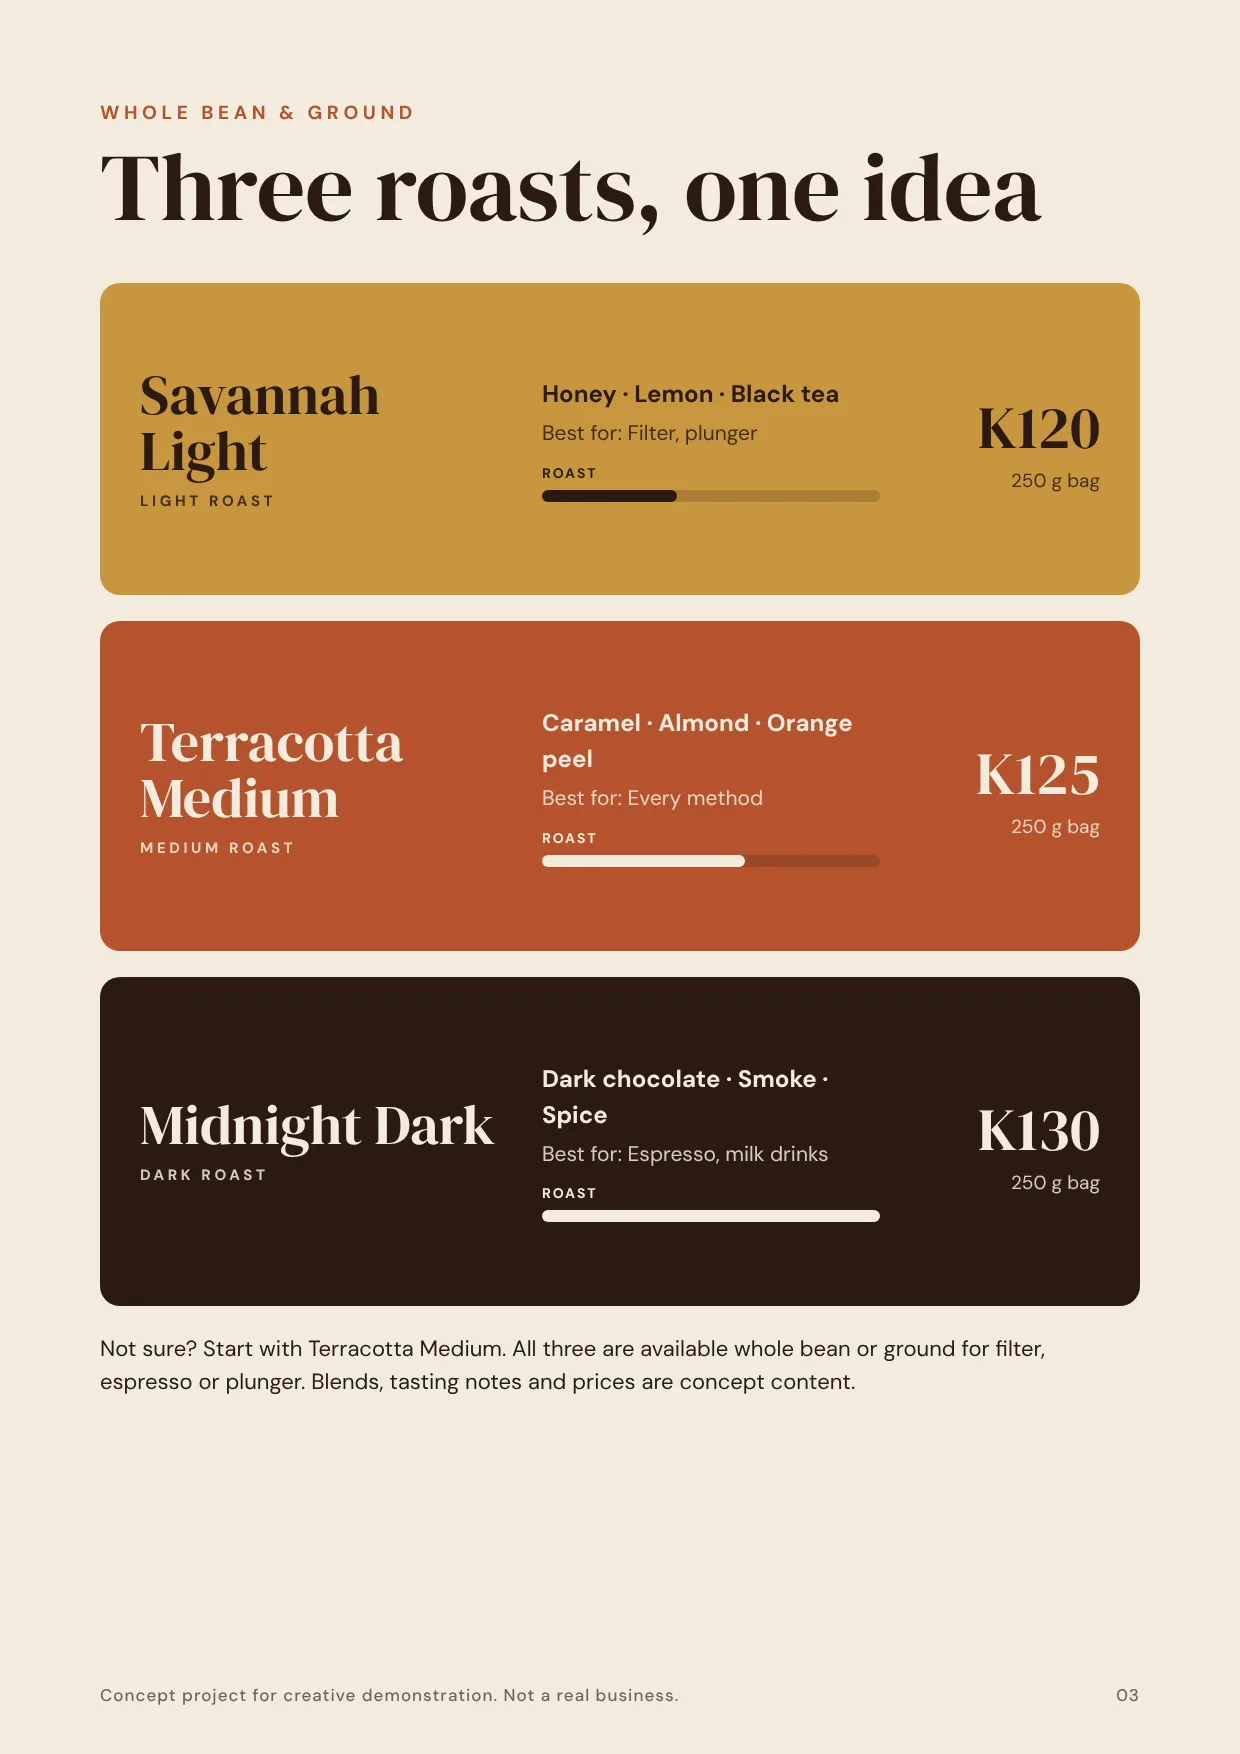 WHOLE BEAN & GROUND
Three roasts, one idea
Savannah
Light
LIGHT ROAST
Honey · Lemon · Black tea
Best for: Filter, plunger
ROAST
K120
250 g bag
Terracotta
Medium
MEDIUM ROAST
Caramel · Almond · Orange
peel
Best for: Every method
ROAST
K125
250 g bag
Midnight Dark
DARK ROAST
Dark chocolate · Smoke ·
Spice
Best for: Espresso, milk drinks
ROAST
K130
250 g bag
Not sure? Start with Terracotta Medium. All three are available whole bean or ground for filter,
espresso or plunger. Blends, tasting notes and prices are concept content.
Concept project for creative demonstration. Not a real business.
03